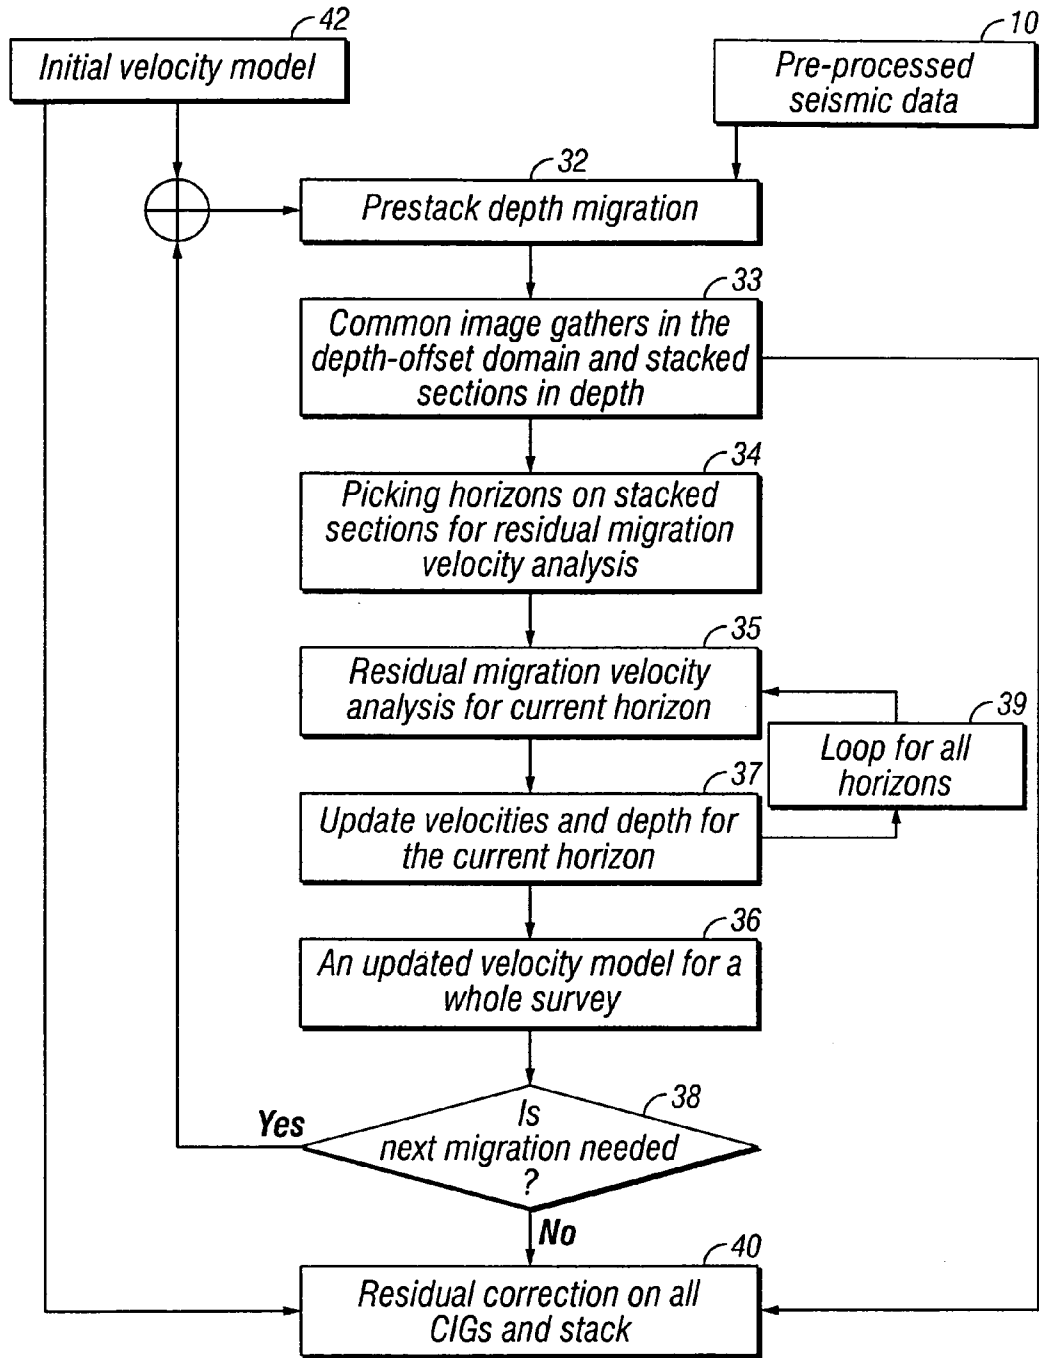 42
Initial velocity model
10
Pre-processed
seismic data
32
Prestack depth migration
33
Common image gathers in the
depth-offset domain and stacked
sections in depth
34
Picking horizons on stacked
sections for residual migration
velocity analysis
35
Residual migration velocity
analysis for current horizon
39
Loop for all
horizons
37
Update velocities and depth for
the current horizon
36
An updated velocity model for a
whole survey
38
Is
next migration needed
?
Yes
No
40
Residual correction on all
CIGs and stack